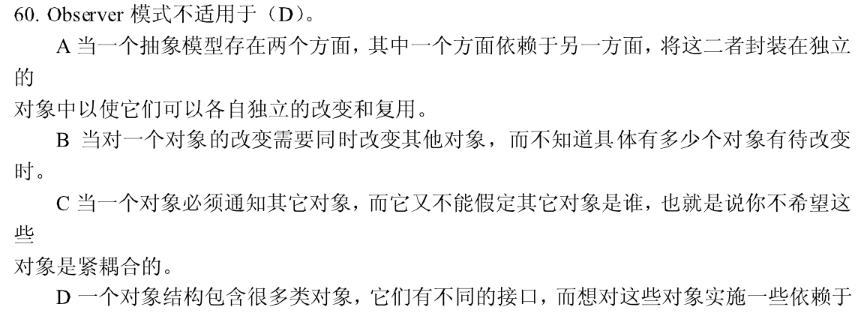 60. Observer 模式不适用于（D）。
A 当一个抽象模型存在两个方面，其中一个方面依赖于另一方面，将这二者封装在独立
的
对象中以使它们可以各自独立的改变和复用。
B 当对一个对象的改变需要同时改变其他对象，而不知道具体有多少个对象有待改变
时。
C 当一个对象必须通知其它对象，而它又不能假定其它对象是谁，也就是说你不希望这
些
对象是紧耦合的。
D 一个对象结构包含很多类对象，它们有不同的接口，而想对这些对象实施一些依赖于